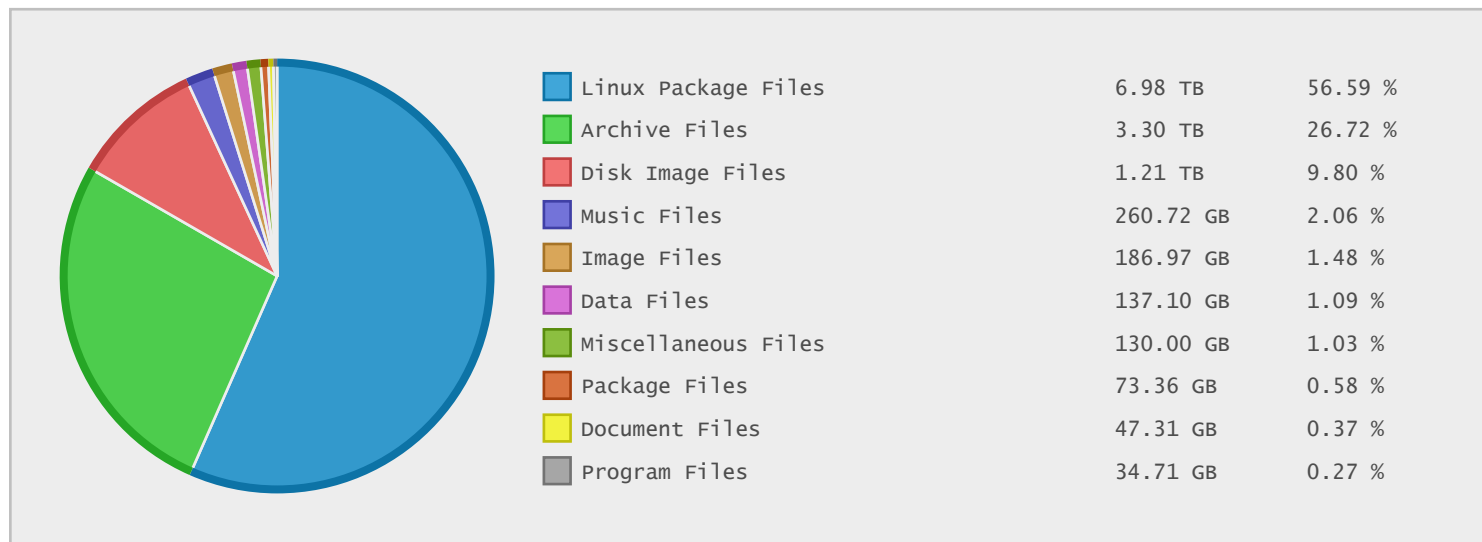 Linux Package Files 6.98 TB 56.59 %
Archive Files 3.30 TB 26.72 %
Disk Image Files 1.21 TB 9.80 %
Music Files 260.72 GB 2.06 %
Image Files 186.97 GB 1.48 %
Data Files 137.10 GB 1.09 %
Miscellaneous Files 130.00 GB 1.03 %
Package Files 73.36 GB 0.58 %
Document Files 47.31 GB 0.37 %
Program Files 34.71 GB 0.27 %